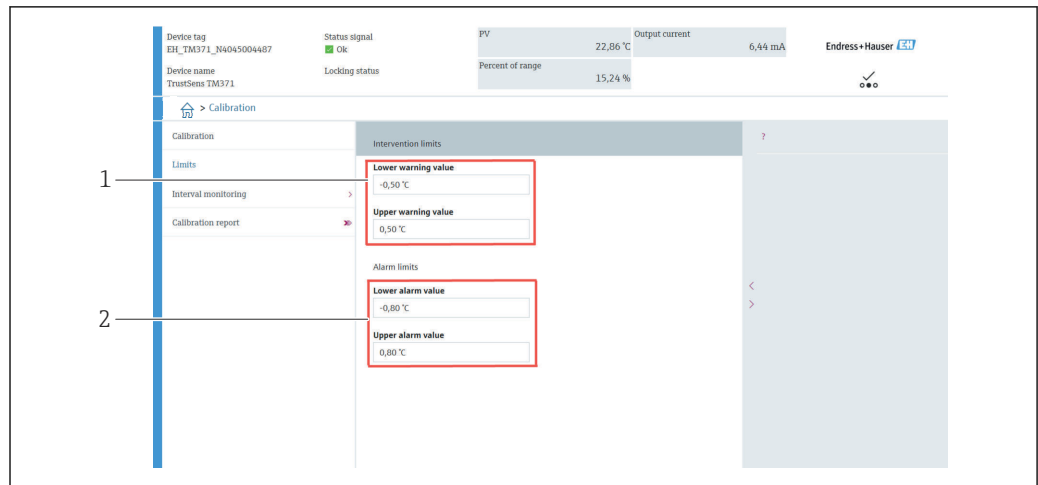 Device tag
EH_TM371_N4045004487
Status signal
Ok
PV
22,86 °C
Output current
6,44 mA
Endress+Hauser EH
Device name
TrustSens TM371
Locking status
Percent of range
15,24 %
> Calibration
Calibration
Limits
Interval monitoring >
Calibration report
Intervention limits
Lower warning value
-0,50 °C
Upper warning value
0,50 °C
Alarm limits
Lower alarm value
-0,80 °C
Upper alarm value
0,80 °C
?
<
>
1
2